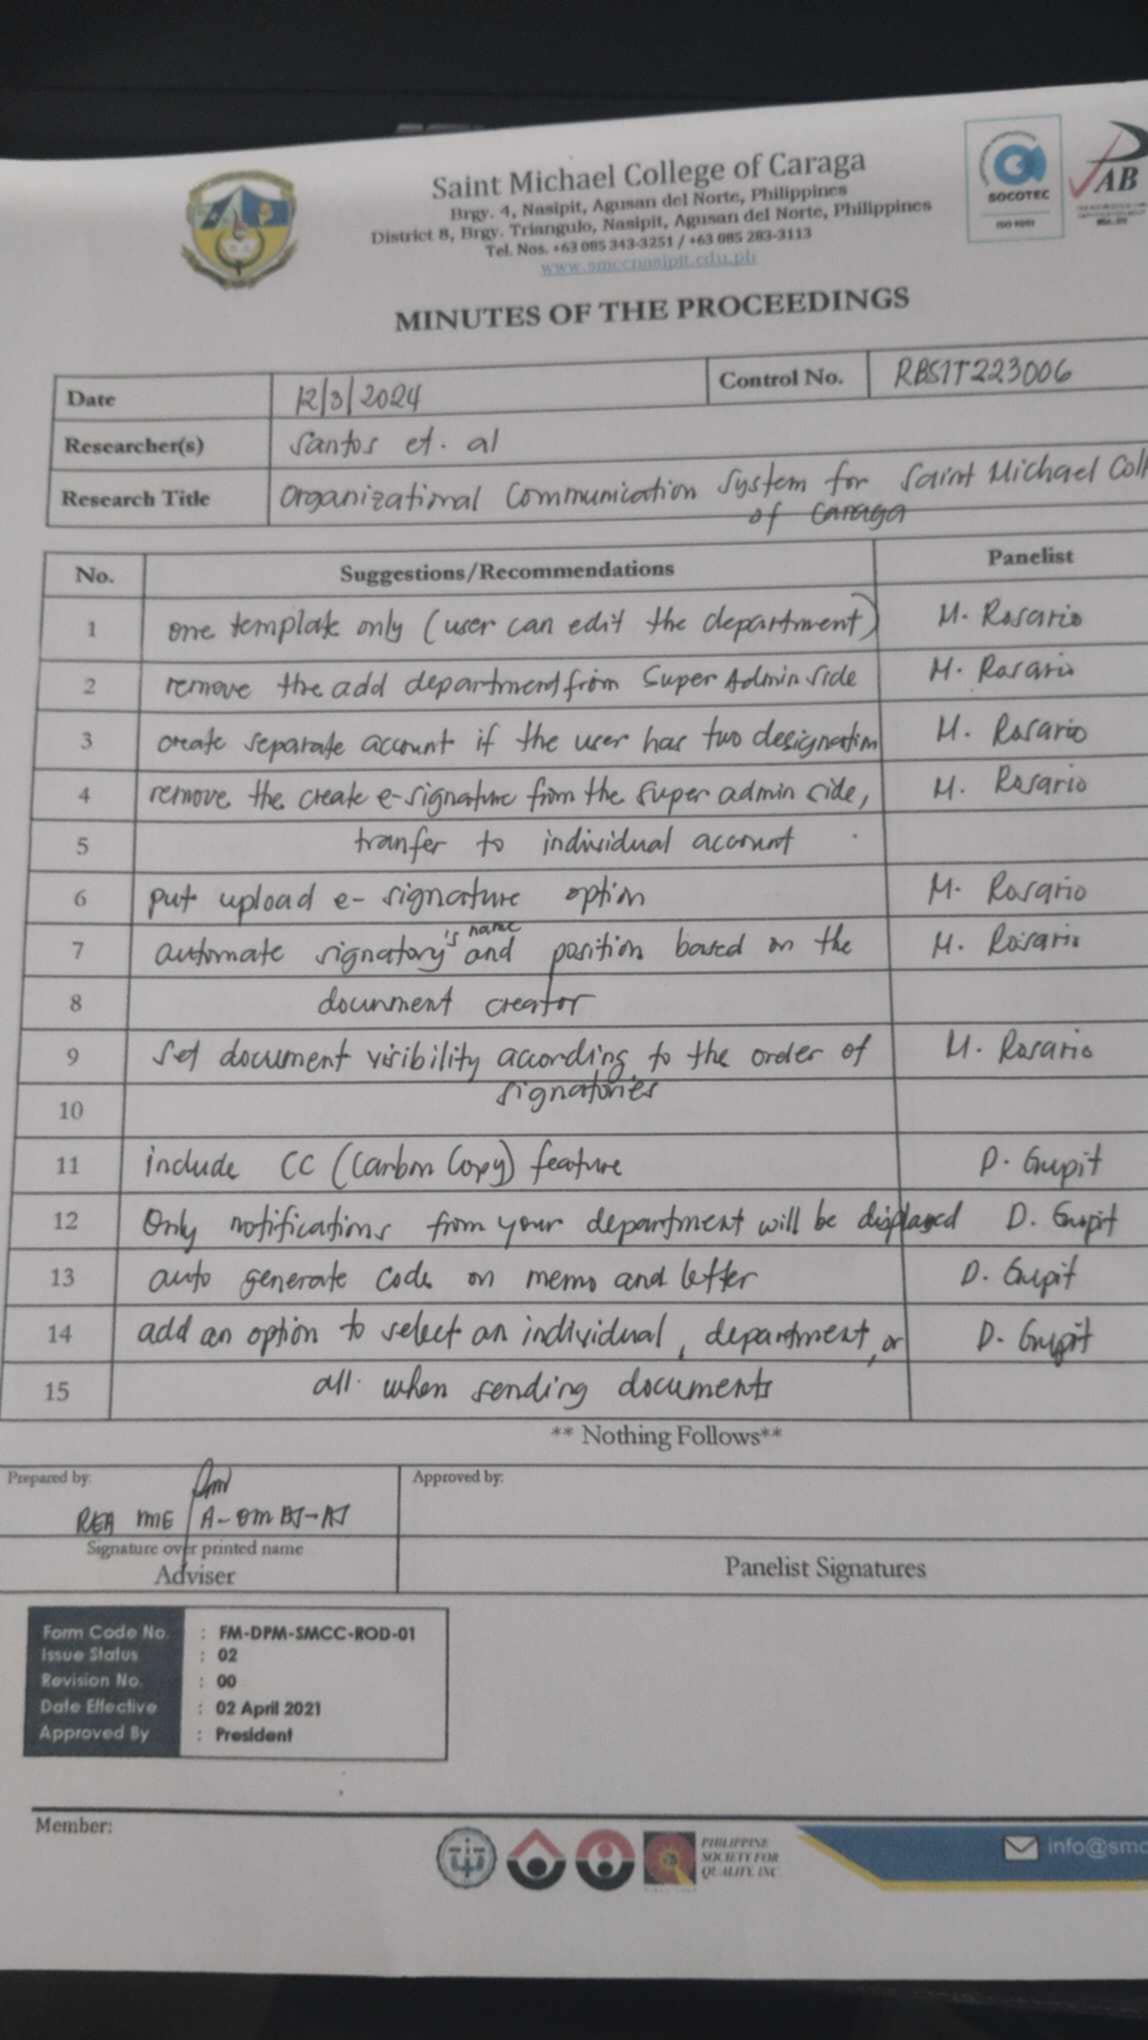 Saint Michael College of Caraga
Brgy. 4, Nasipit, Agusan del Norte, Philippines
District 8, Brgy. Triangulo, Nasipit, Agusan del Norte, Philippines
Tel. Nos. +63 085 343-3251 / +63 085 283-3113
www.smccnasipit.edu.ph
SOCOTEC
ISO 9001
PAB
MINUTES OF THE PROCEEDINGS
Date 12/3/2024 Control No. RBSIT223006
Researcher(s) Santos et. al
Research Title Organizational Communication System for Saint Michael Coll
of Caraga
No. Suggestions/Recommendations Panelist
1 one template only (user can edit the department) M. Rosario
2 remove the add department from Super Admin side M. Rosario
3 create separate account if the user has two designation M. Rosario
4 remove the create e-signature from the super admin side, M. Rosario
5 tranfer to individual account
6 put upload e-signature option M. Rosario
7 automate signatory's name and position based on the M. Rosario
8 document creator
9 set document visibility according to the order of M. Rosario
10 signatories
11 include CC (Carbon Copy) feature D. Gupit
12 Only notifications from your department will be displayed D. Gupit
13 auto generate code on memo and letter D. Gupit
14 add an option to select an individual, department, or D. Gupit
15 all when sending documents
** Nothing Follows**
Prepared by: Approved by:
REA MIE
Signature over printed name
Adviser Panelist Signatures
Form Code No. : FM-DPM-SMCC-ROD-01
Issue Status : 02
Revision No. : 00
Date Effective : 02 April 2021
Approved By : President
Member:
PHILIPPINE
SOCIETY FOR
QUALITY, INC
info@smc